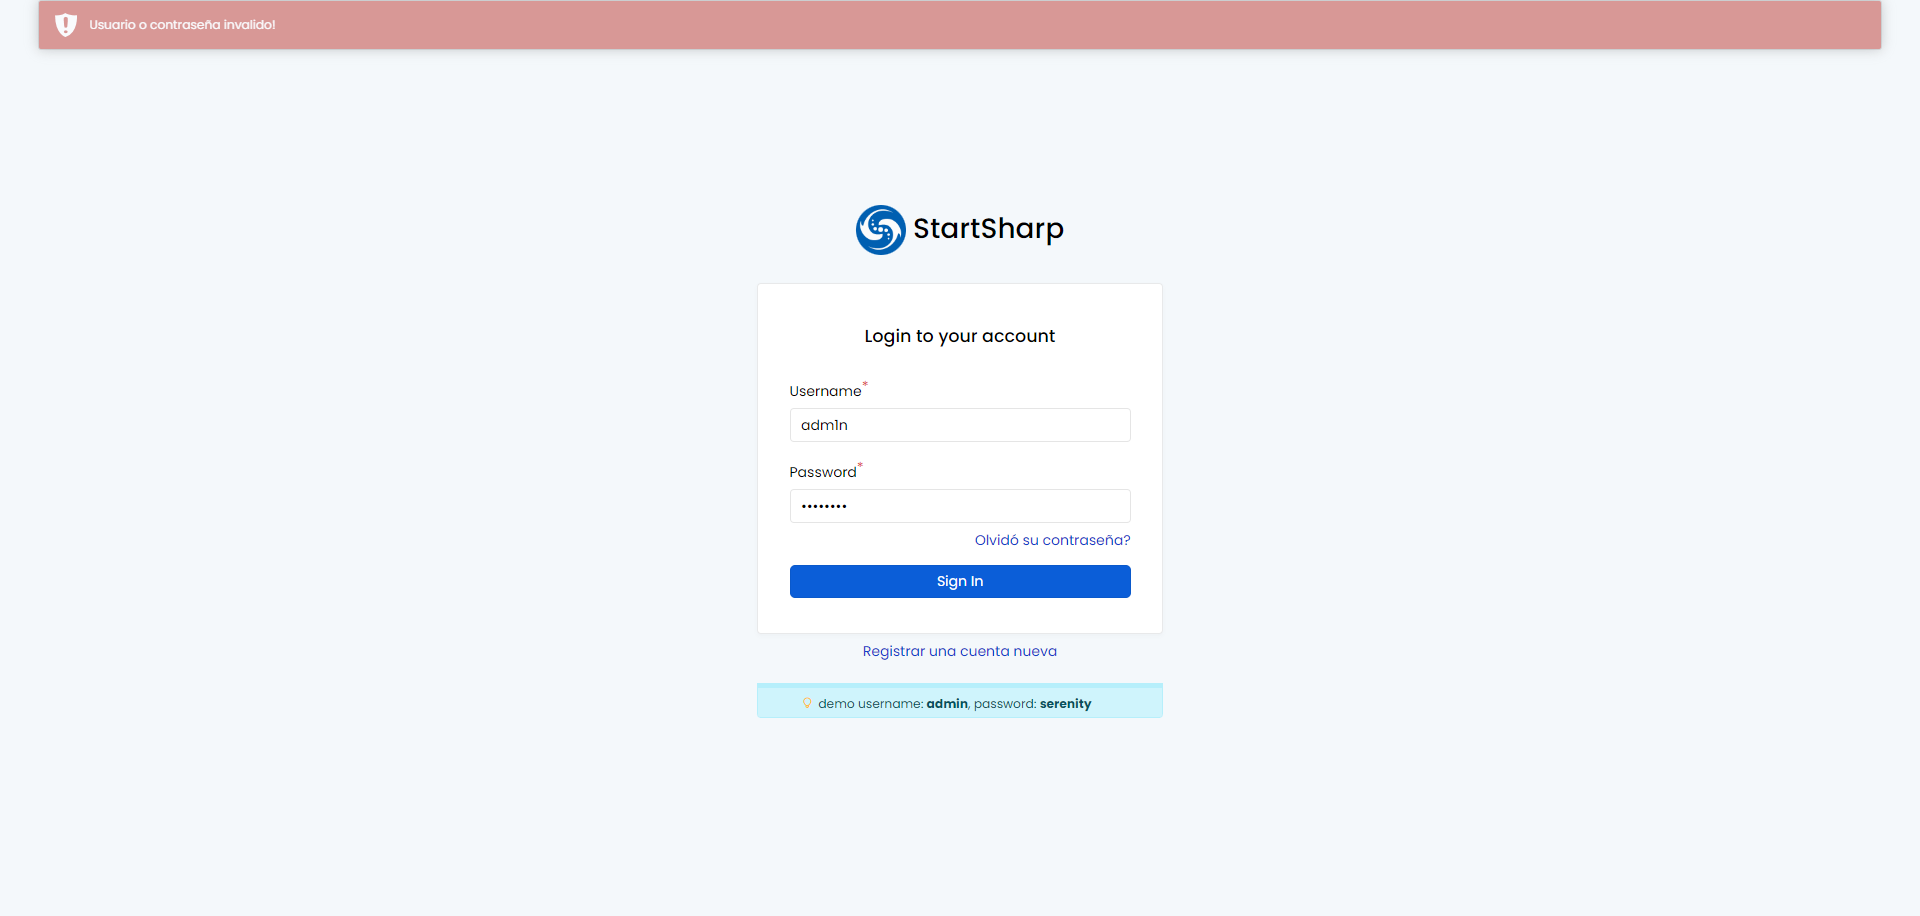 Usuario o contraseña invalido!
StartSharp
Login to your account
Username*
adm1n
Password*
••••••••
Olvidó su contraseña?
Sign In
Registrar una cuenta nueva
demo username: admin, password: serenity